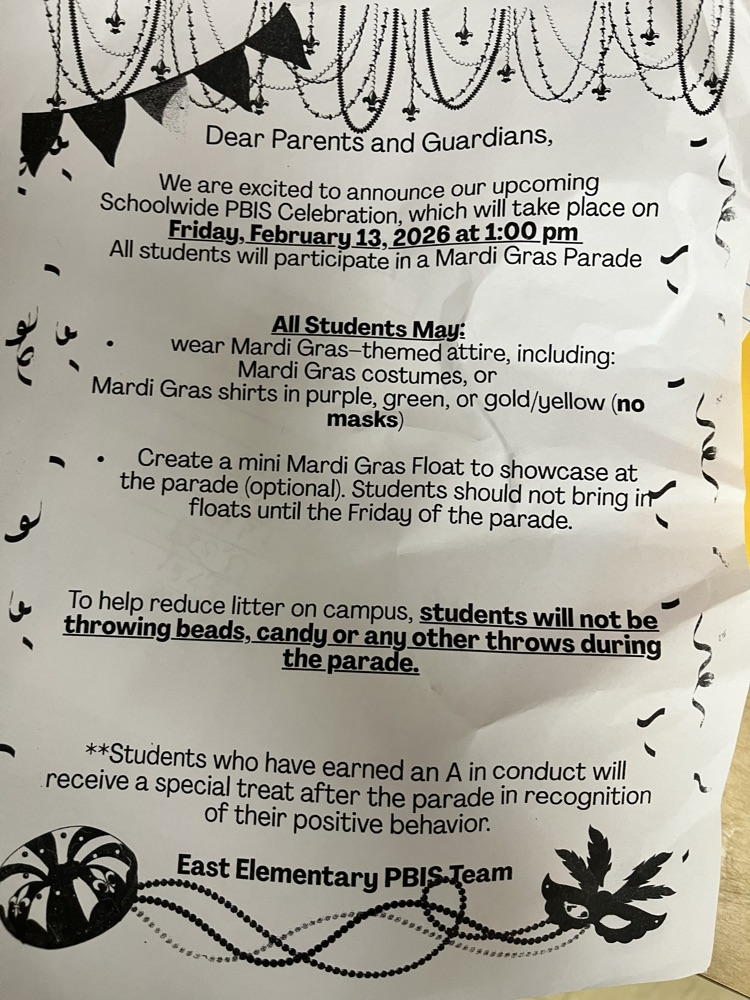 Dear Parents and Guardians,
We are excited to announce our upcoming
Schoolwide PBIS Celebration, which will take place on
Friday, February 13, 2026 at 1:00 pm
All students will participate in a Mardi Gras Parade
All Students May:
• wear Mardi Gras–themed attire, including:
Mardi Gras costumes, or
Mardi Gras shirts in purple, green, or gold/yellow (no
masks)
• Create a mini Mardi Gras Float to showcase at
the parade (optional). Students should not bring in
floats until the Friday of the parade.
To help reduce litter on campus, students will not be
throwing beads, candy or any other throws during
the parade.
**Students who have earned an A in conduct will
receive a special treat after the parade in recognition
of their positive behavior.
East Elementary PBIS Team